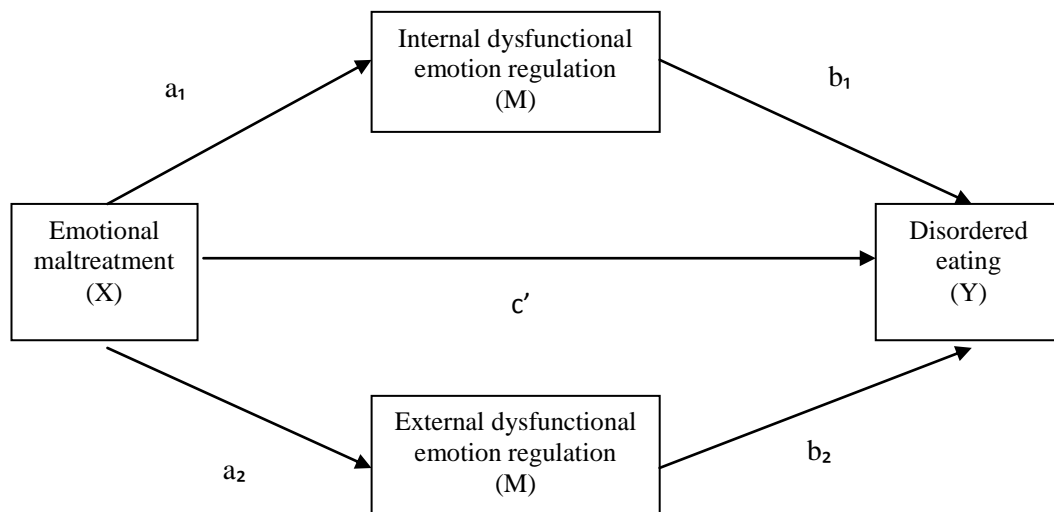 Internal dysfunctional
emotion regulation
(M)
a₁
b₁
Emotional
maltreatment
(X)
Disordered
eating
(Y)
c’
External dysfunctional
emotion regulation
(M)
a₂
b₂